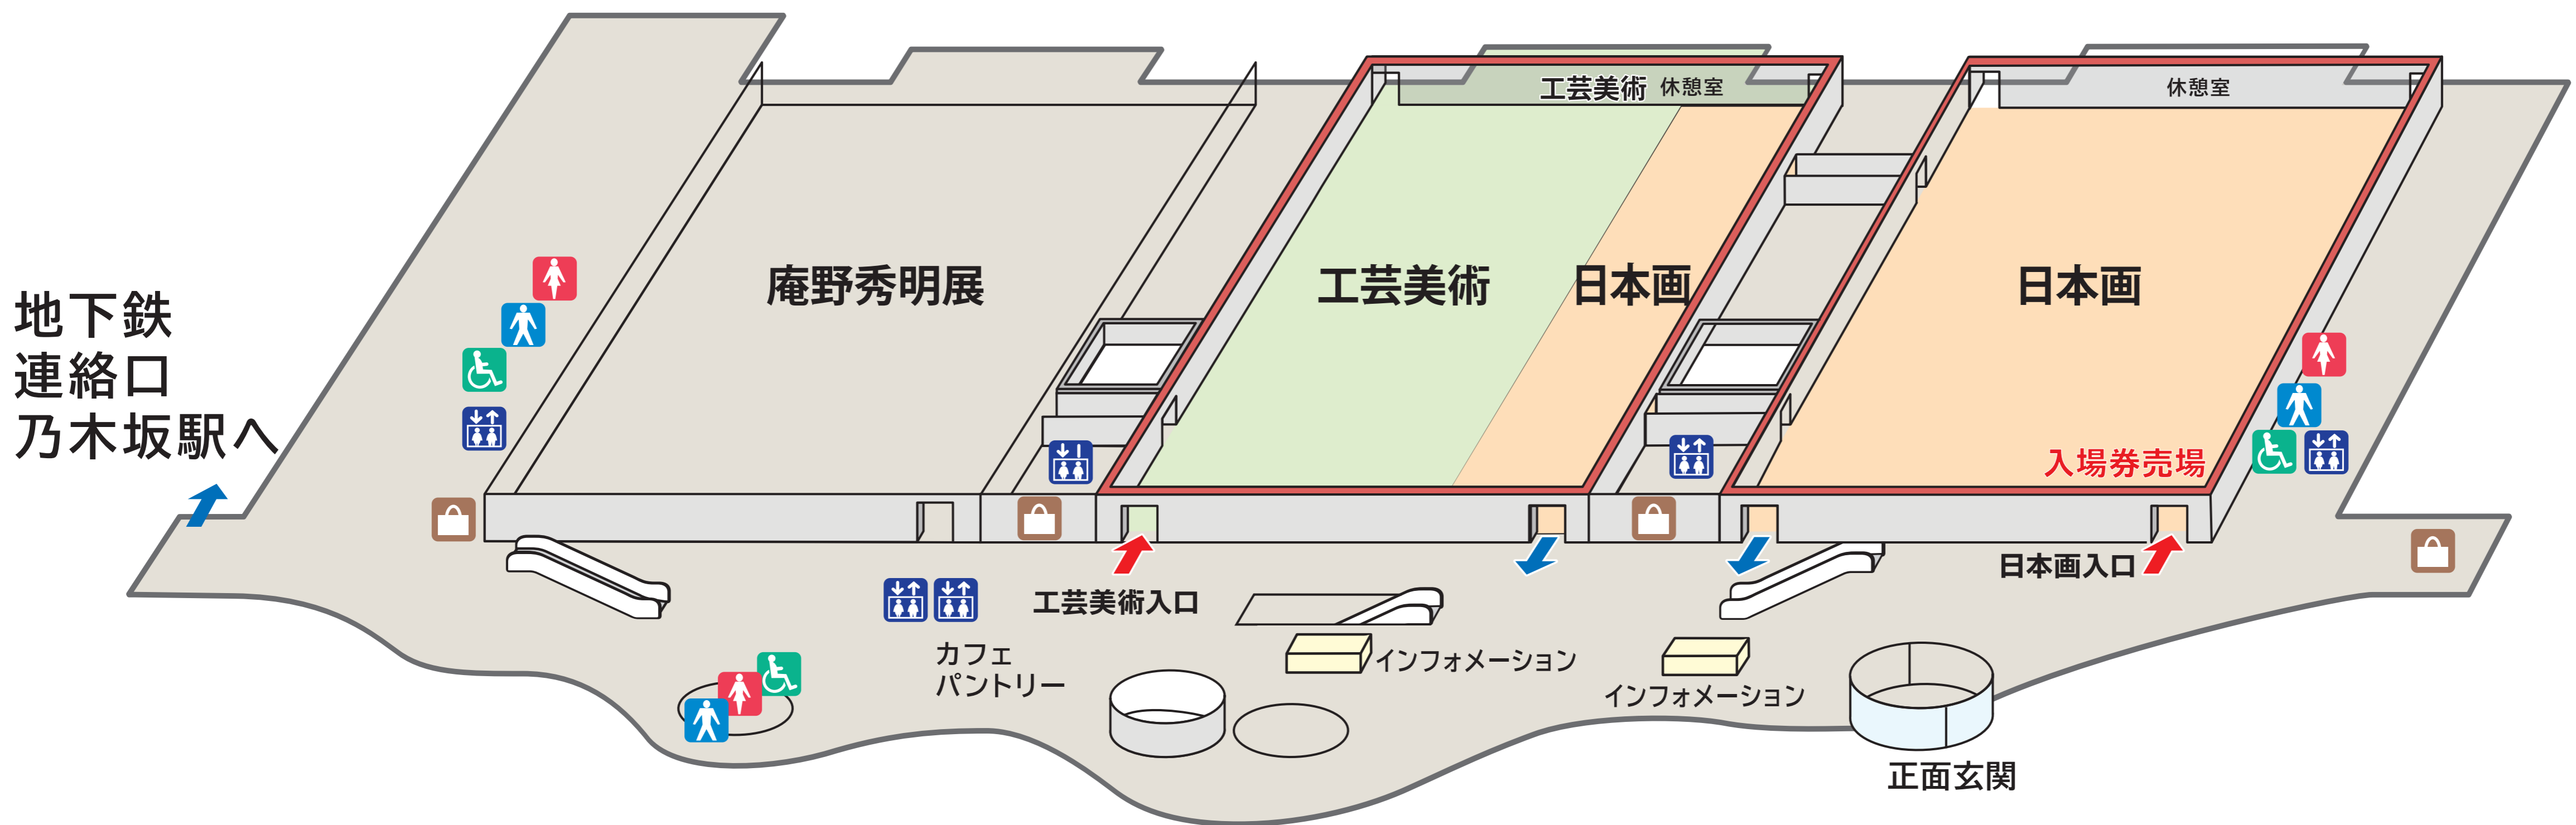 工芸美術 休憩室
休憩室
庵野秀明展
工芸美術
日本画
日本画
地下鉄
連絡口
乃木坂駅へ
入場券売場
日本画入口
工芸美術入口
カフェ
パントリー
インフォメーション
インフォメーション
正面玄関